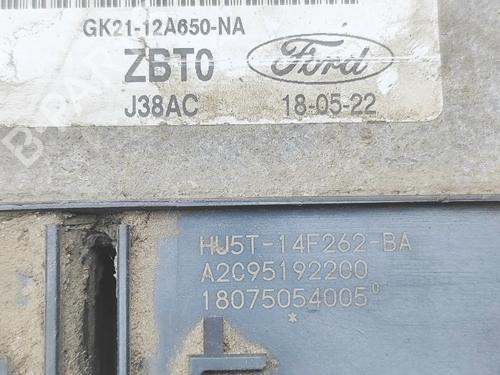 GK21-12A650-NA
ZBT0
Ford
J38AC
18-05-22
HU5T-14F262-BA
A2C95192200
18075054005
*